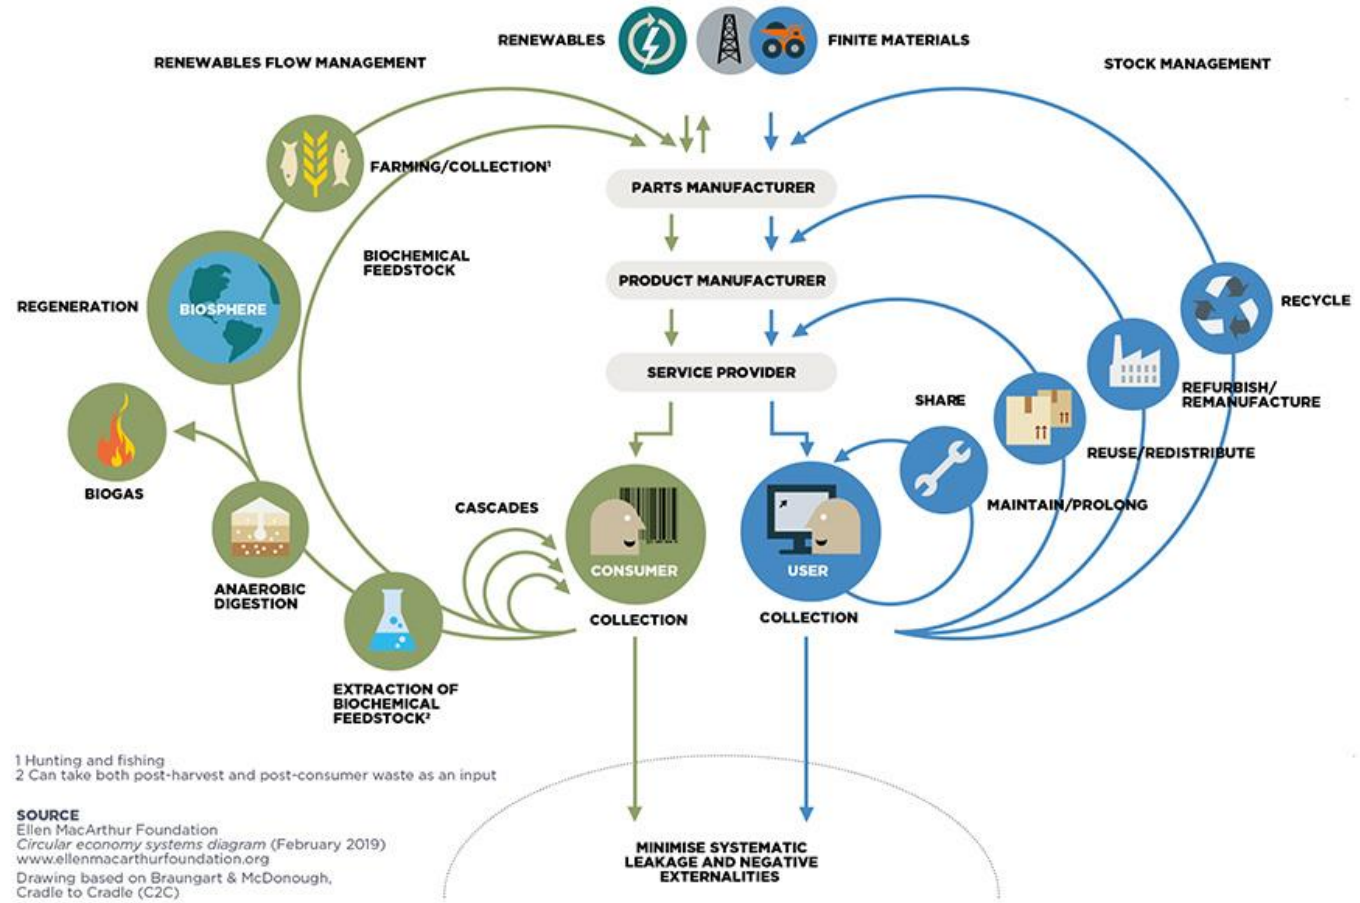 RENEWABLES
FINITE MATERIALS
RENEWABLES FLOW MANAGEMENT
STOCK MANAGEMENT
FARMING/COLLECTION¹
PARTS MANUFACTURER
BIOCHEMICAL
FEEDSTOCK
PRODUCT MANUFACTURER
REGENERATION
BIOSPHERE
RECYCLE
SERVICE PROVIDER
REFURBISH/
REMANUFACTURE
SHARE
REUSE/REDISTRIBUTE
BIOGAS
CASCADES
MAINTAIN/PROLONG
CONSUMER
USER
ANAEROBIC
DIGESTION
COLLECTION
COLLECTION
EXTRACTION OF
BIOCHEMICAL
FEEDSTOCK²
1 Hunting and fishing
2 Can take both post-harvest and post-consumer waste as an input
SOURCE
Ellen MacArthur Foundation
Circular economy systems diagram (February 2019)
www.ellenmacarthurfoundation.org
Drawing based on Braungart & McDonough,
Cradle to Cradle (C2C)
MINIMISE SYSTEMATIC
LEAKAGE AND NEGATIVE
EXTERNALITIES